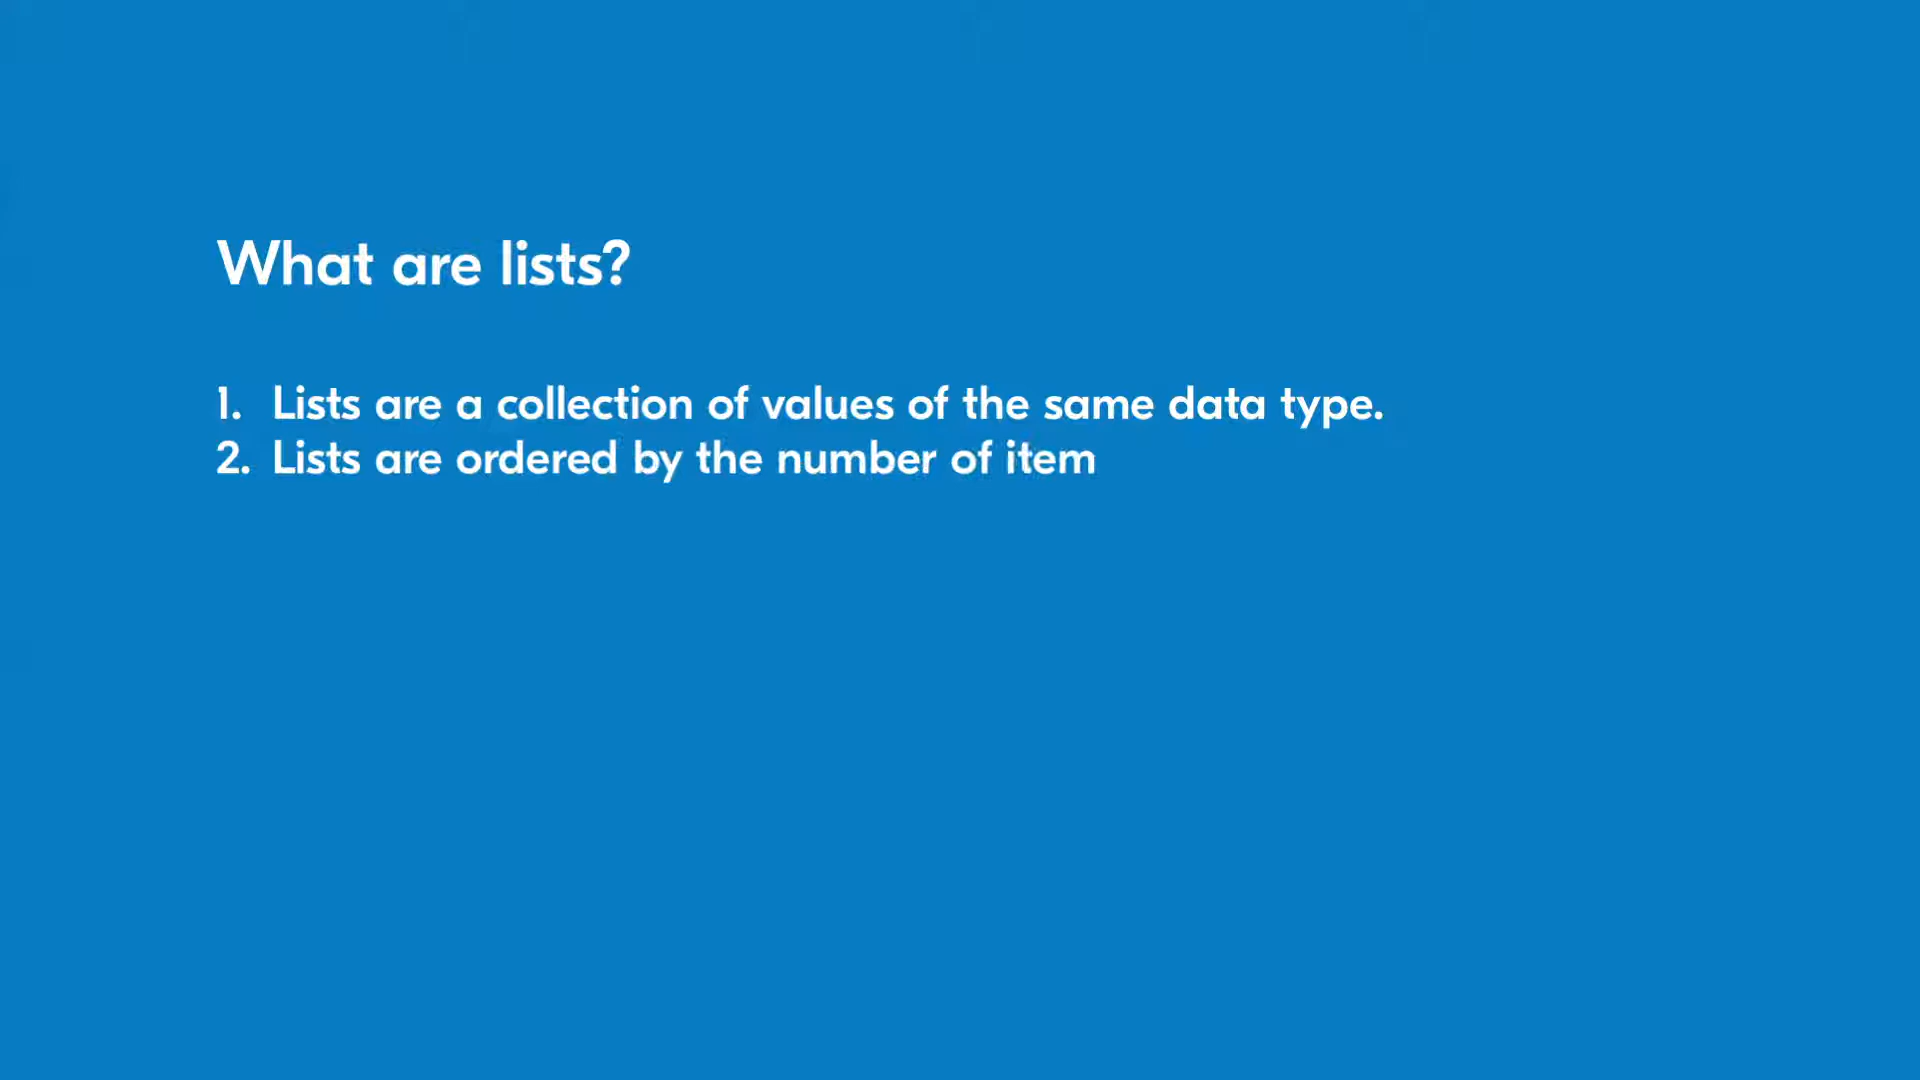 What are lists?
1. Lists are a collection of values of the same data type.
2. Lists are ordered by the number of item